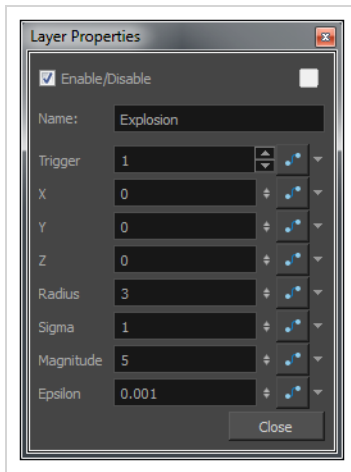 Layer Properties
Enable/Disable
Name: Explosion
Trigger 1
X 0
Y 0
Z 0
Radius 3
Sigma 1
Magnitude 5
Epsilon 0.001
Close